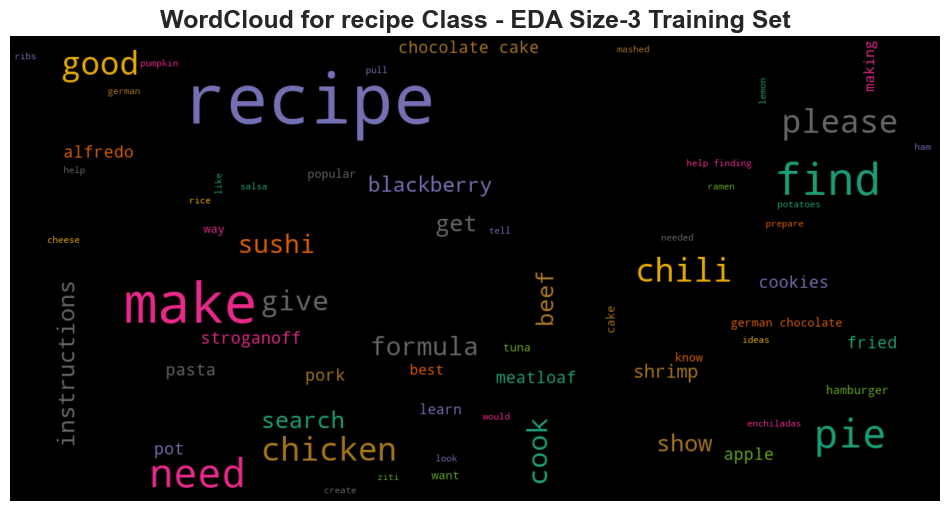 WordCloud for recipe Class - EDA Size-3 Training Set
chocolate cake
mashed
making
ribs
good
pumpkin
pull
recipe
german
lemon
please
alfredo
ham
help
help finding
find
like
salsa
popular
blackberry
ramen
rice
potatoes
get
tell
prepare
way
cheese
sushi
needed
chili
cookies
instructions
make
give
beef
cake
german chocolate
stroganoff
formula
tuna
ideas
fried
know
pasta
pork
best
meatloaf
shrimp
hamburger
learn
would
search
enchiladas
pie
cook
pot
chicken
show
apple
look
need
ziti
want
create